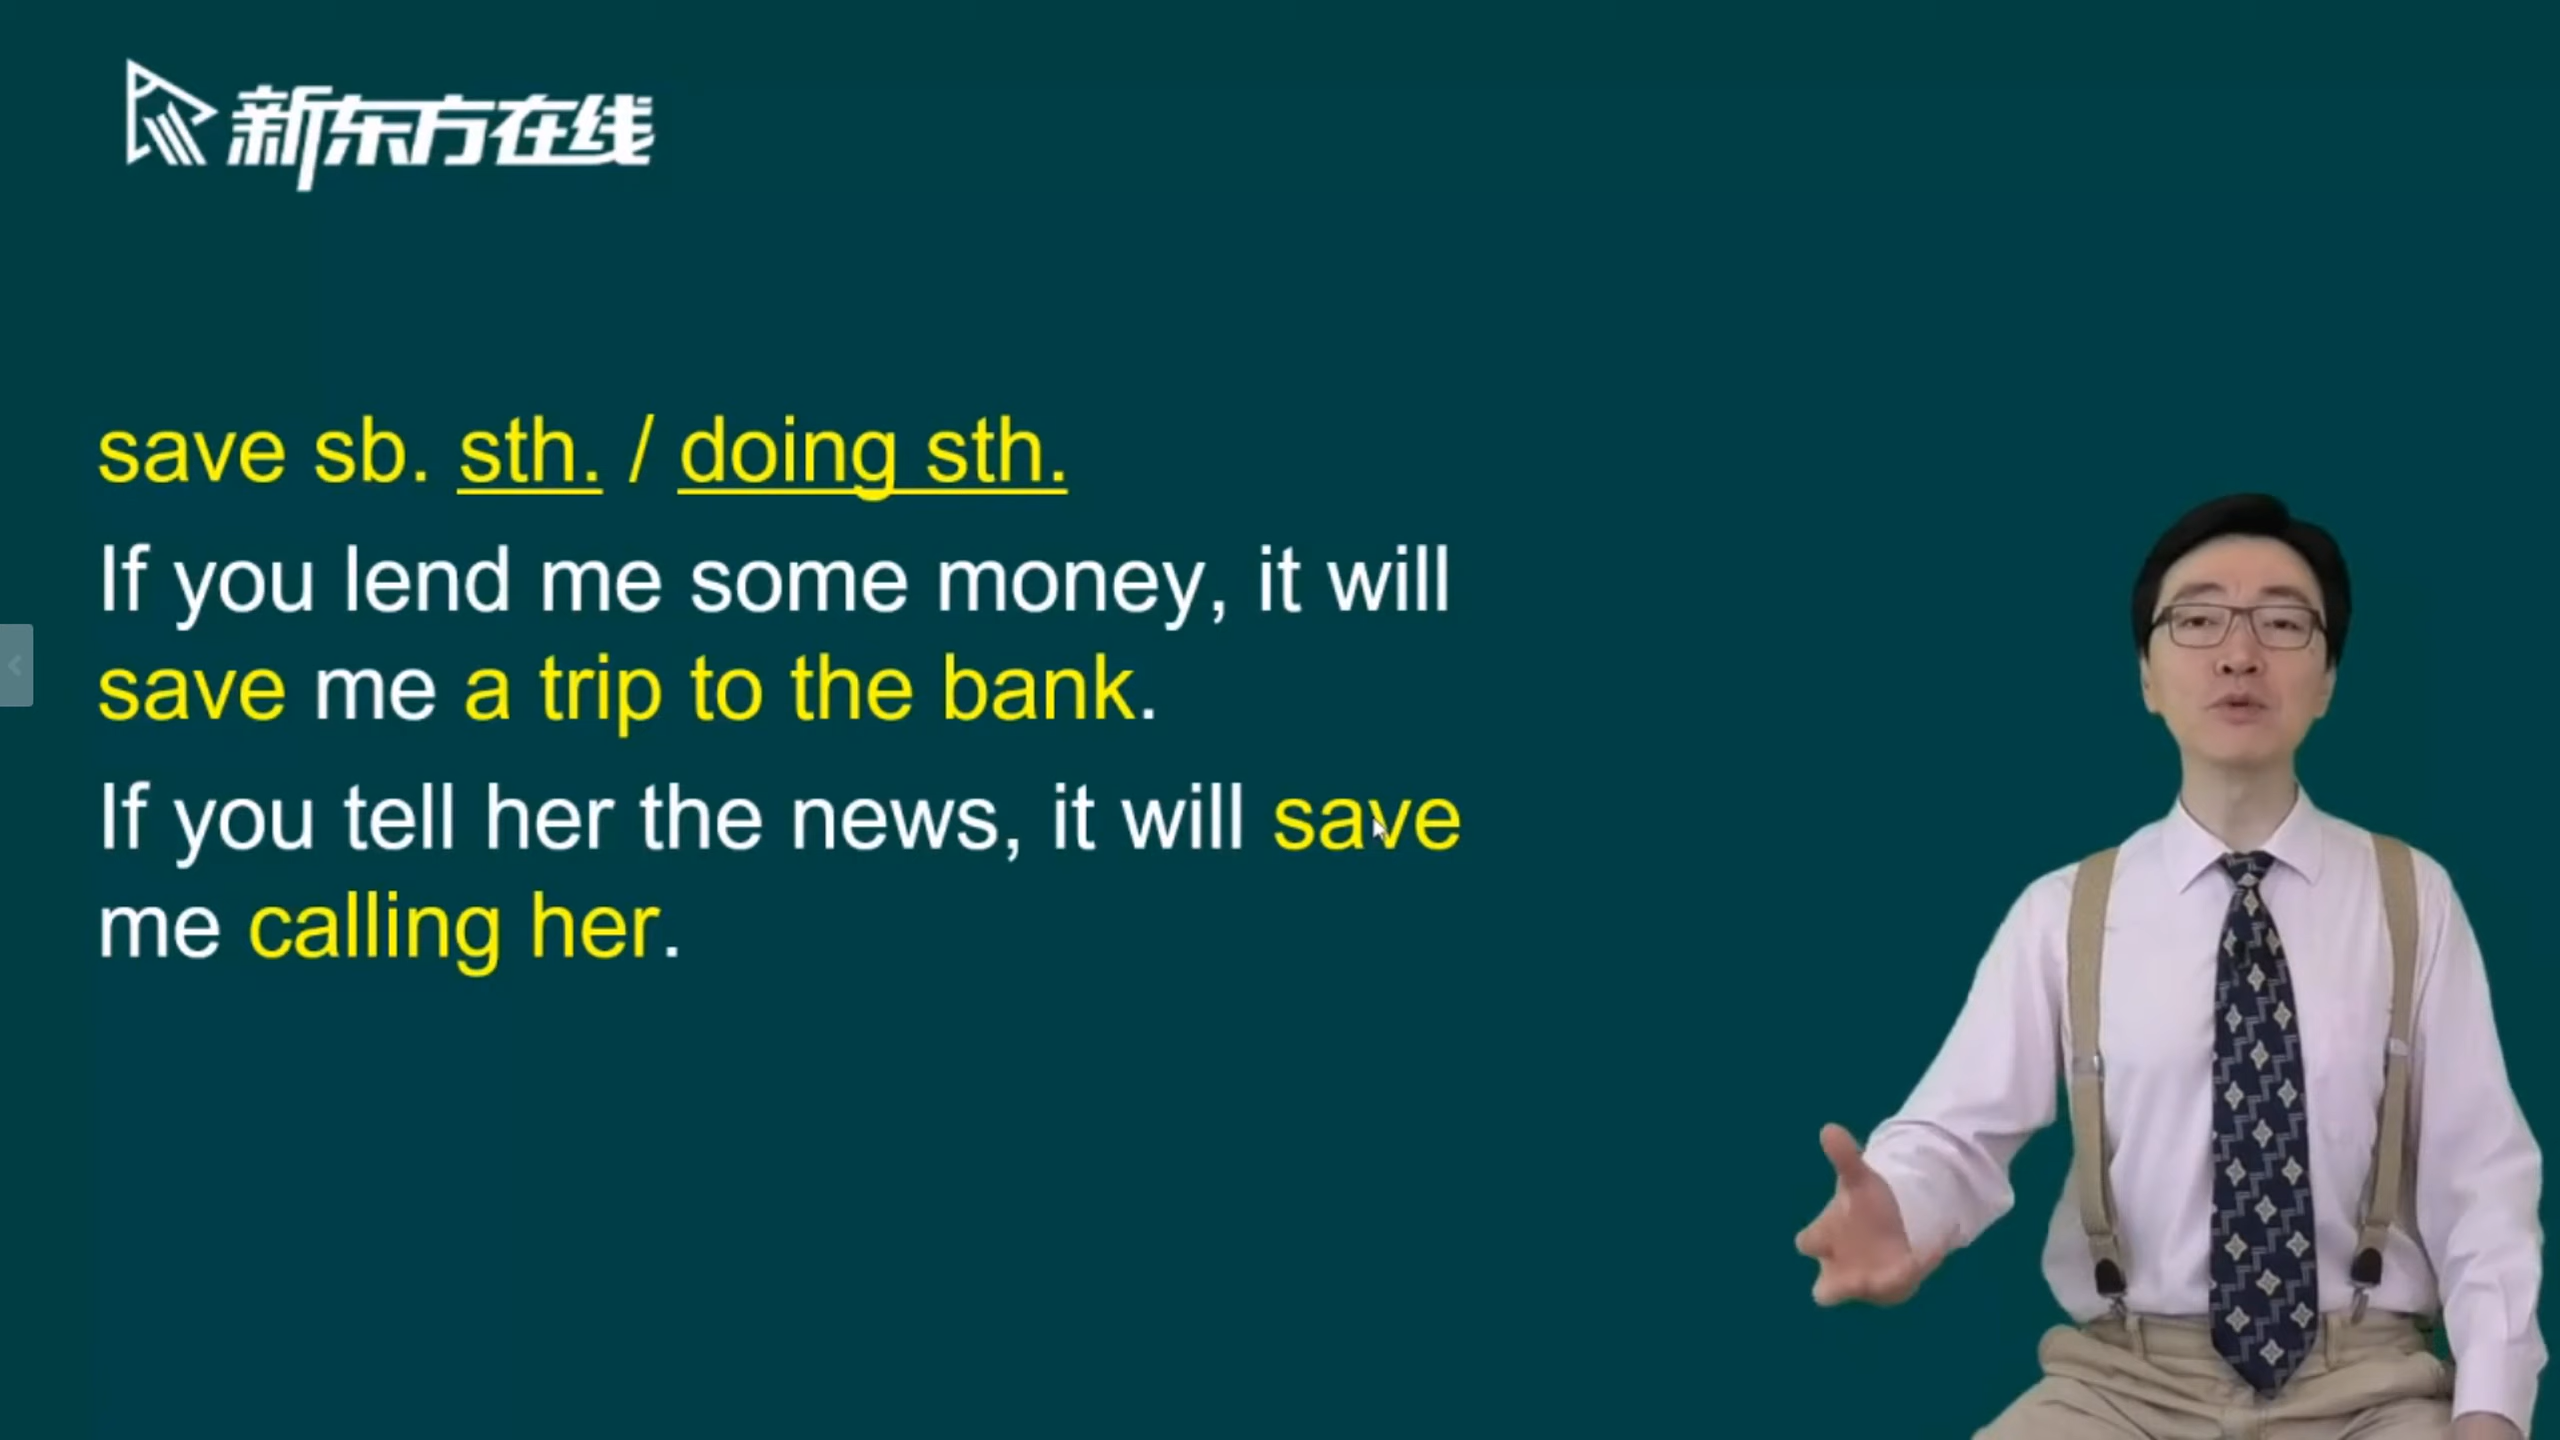 新东方在线
save sb. sth. / doing sth.
If you lend me some money, it will
save me a trip to the bank.
If you tell her the news, it will save
me calling her.